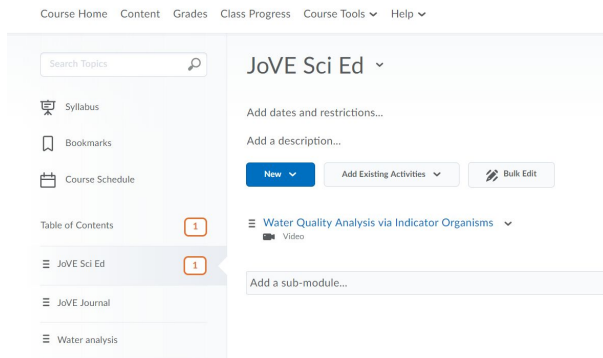 Course Home Content Grades Class Progress Course Tools Help
Search Topics
Syllabus
Bookmarks
Course Schedule
Table of Contents 1
JoVE Sci Ed 1
JoVE Journal
Water analysis
JoVE Sci Ed
Add dates and restrictions...
Add a description...
New Add Existing Activities Bulk Edit
Water Quality Analysis via Indicator Organisms
Video
Add a sub-module...